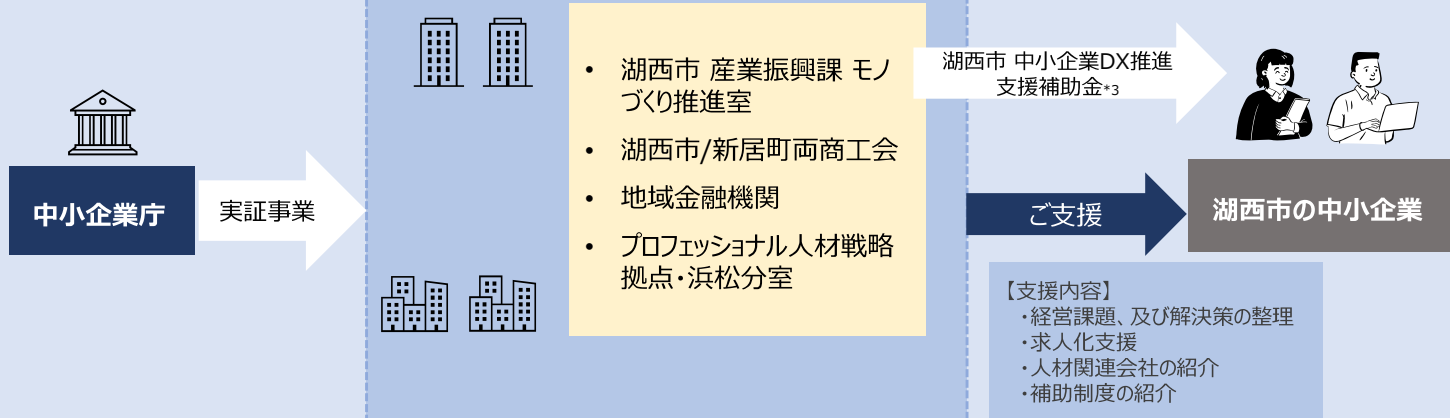 中小企業庁
実証事業
• 湖西市 産業振興課 モノ
づくり推進室
• 湖西市/新居町両商工会
• 地域金融機関
• プロフェッショナル人材戦略
拠点・浜松分室
湖西市 中小企業DX推進
支援補助金*3
ご支援
湖西市の中小企業
【支援内容】
・経営課題、及び解決策の整理
・求人化支援
・人材関連会社の紹介
・補助制度の紹介